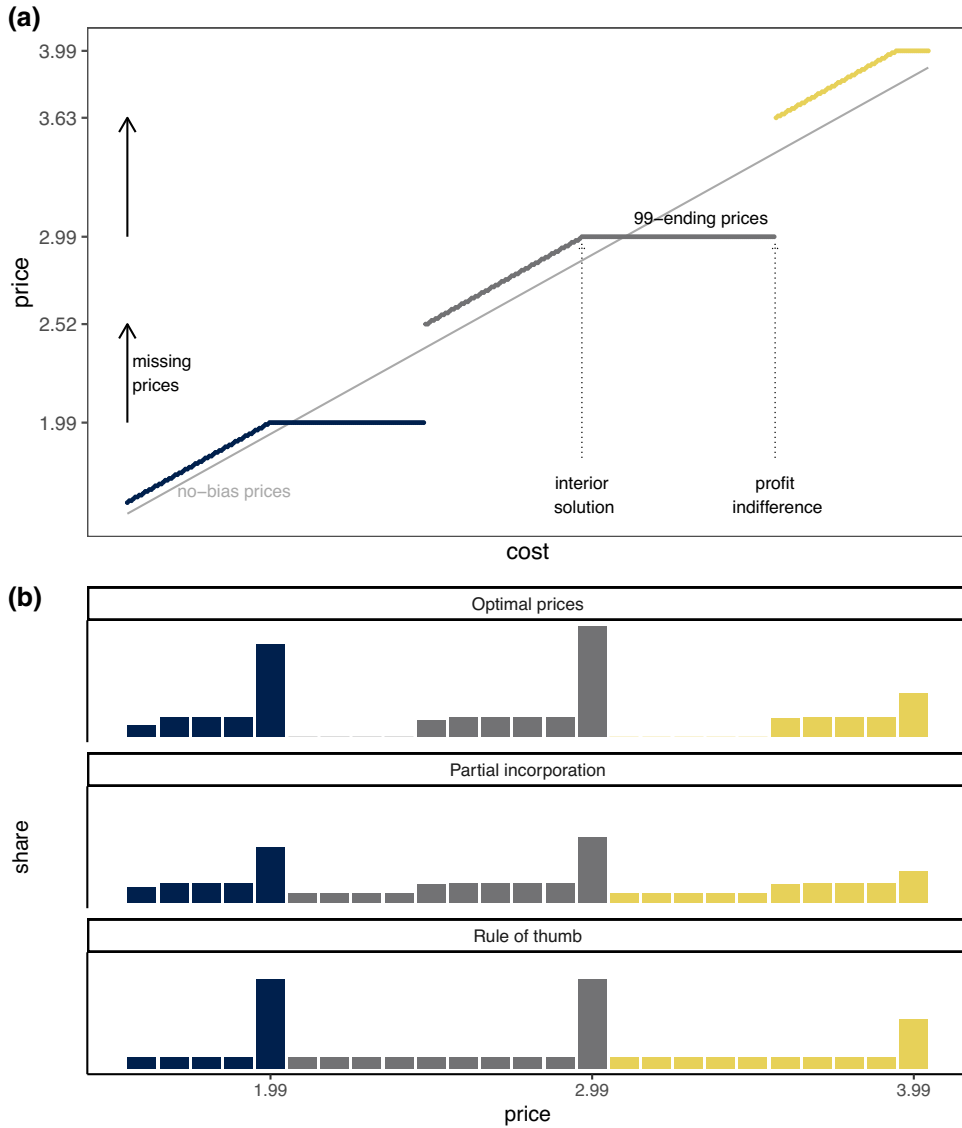 (a)
3.99
3.63
2.99
2.52
1.99
price
99−ending prices
missing
prices
no−bias prices
interior
solution
profit
indifference
cost
(b)
Optimal prices
Partial incorporation
share
Rule of thumb
1.99
2.99
3.99
price